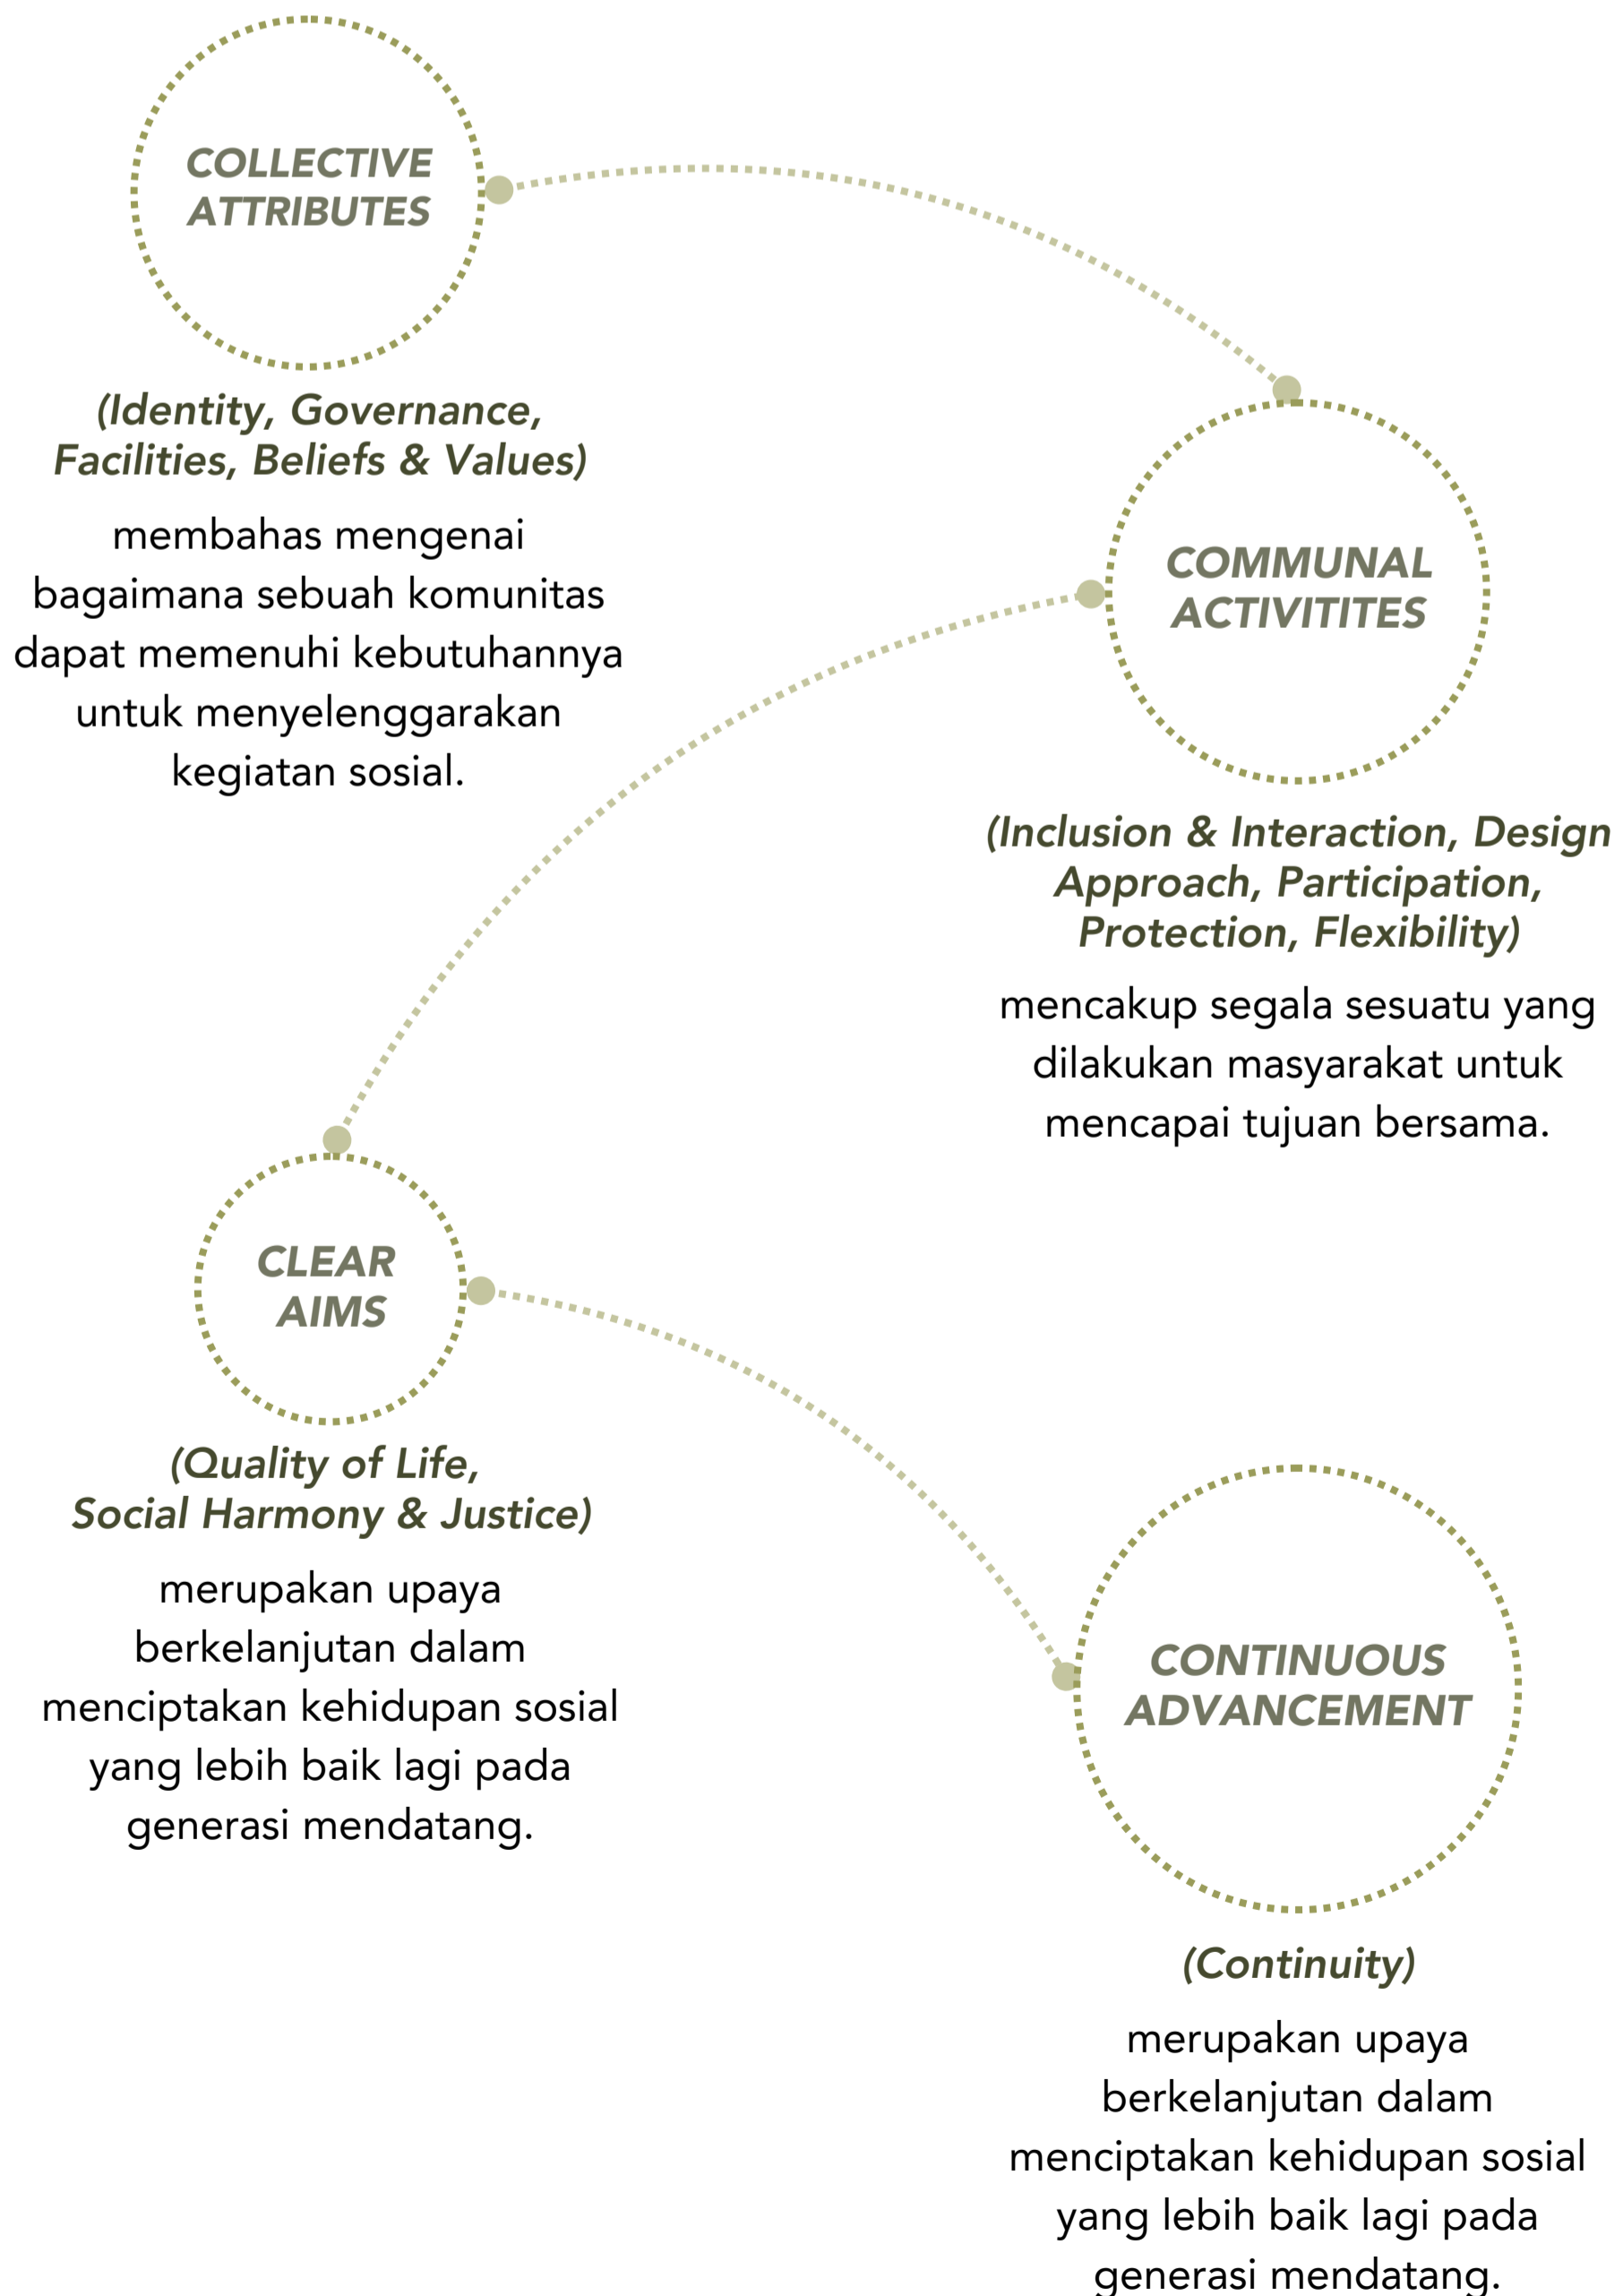 COLLECTIVE
ATTRIBUTES
(Identity, Governance,
Facilities, Beliefs & Values)
membahas mengenai
bagaimana sebuah komunitas
dapat memenuhi kebutuhannya
untuk menyelenggarakan
kegiatan sosial.
COMMUNAL
ACTIVITITES
(Inclusion & Interaction, Design
Approach, Participation,
Protection, Flexibility)
mencakup segala sesuatu yang
dilakukan masyarakat untuk
mencapai tujuan bersama.
CLEAR
AIMS
(Quality of Life,
Social Harmony & Justice)
merupakan upaya
berkelanjutan dalam
menciptakan kehidupan sosial
yang lebih baik lagi pada
generasi mendatang.
CONTINUOUS
ADVANCEMENT
(Continuity)
merupakan upaya
berkelanjutan dalam
menciptakan kehidupan sosial
yang lebih baik lagi pada
generasi mendatang.